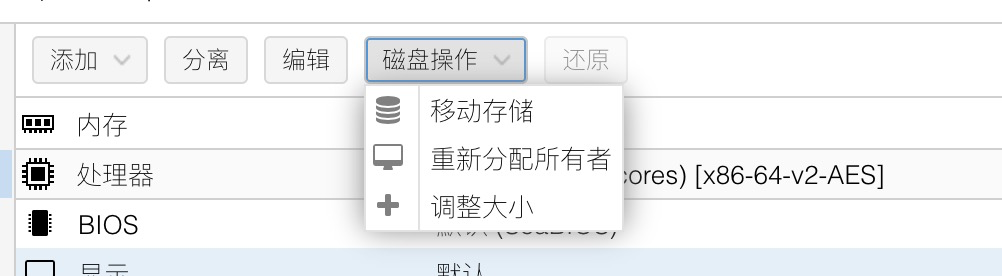 添加
分离
编辑
磁盘操作
还原
移动存储
重新分配所有者
调整大小
内存
处理器
cores) [x86-64-v2-AES]
BIOS
显示
默认